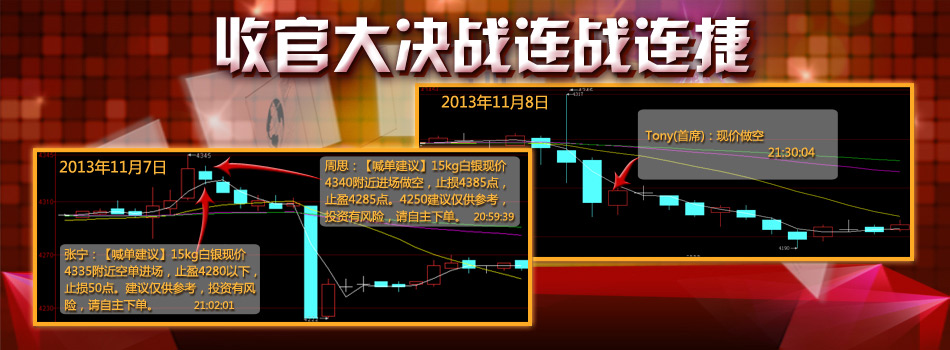 收官大决战连战连捷
2013年11月8日
4317
Tony(首席)：现价做空
21:30:04
4190
2013年11月7日
4345
周思：【喊单建议】15kg白银现价
4340附近进场做空，止损4385点，
止盈4285点。4250建议仅供参考，
投资有风险，请自主下单。 20:59:39
4310
张宁：【喊单建议】15kg白银现价
4335附近空单进场，止盈4280以下，
止损50点。建议仅供参考，投资有风
险，请自主下单。 21:02:01
4270
4230